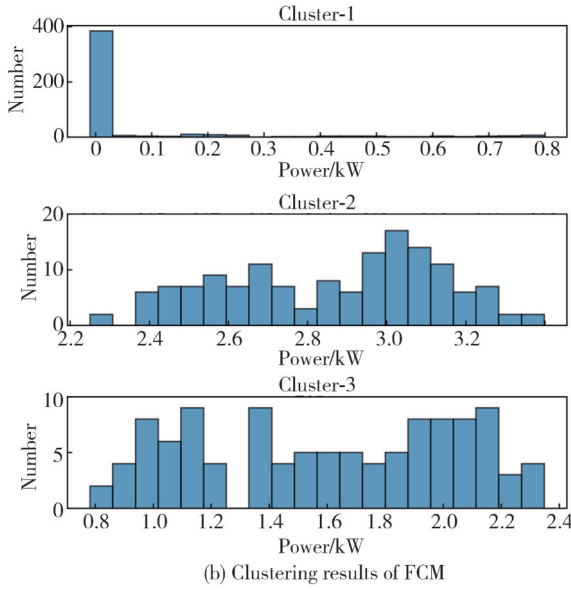 Cluster-1
400
200
0
Number
0 0.1 0.2 0.3 0.4 0.5 0.6 0.7 0.8
Power/kW
Cluster-2
20
10
0
Number
2.2 2.4 2.6 2.8 3.0 3.2
Power/kW
Cluster-3
10
5
0
Number
0.8 1.0 1.2 1.4 1.6 1.8 2.0 2.2 2.4
Power/kW
(b) Clustering results of FCM